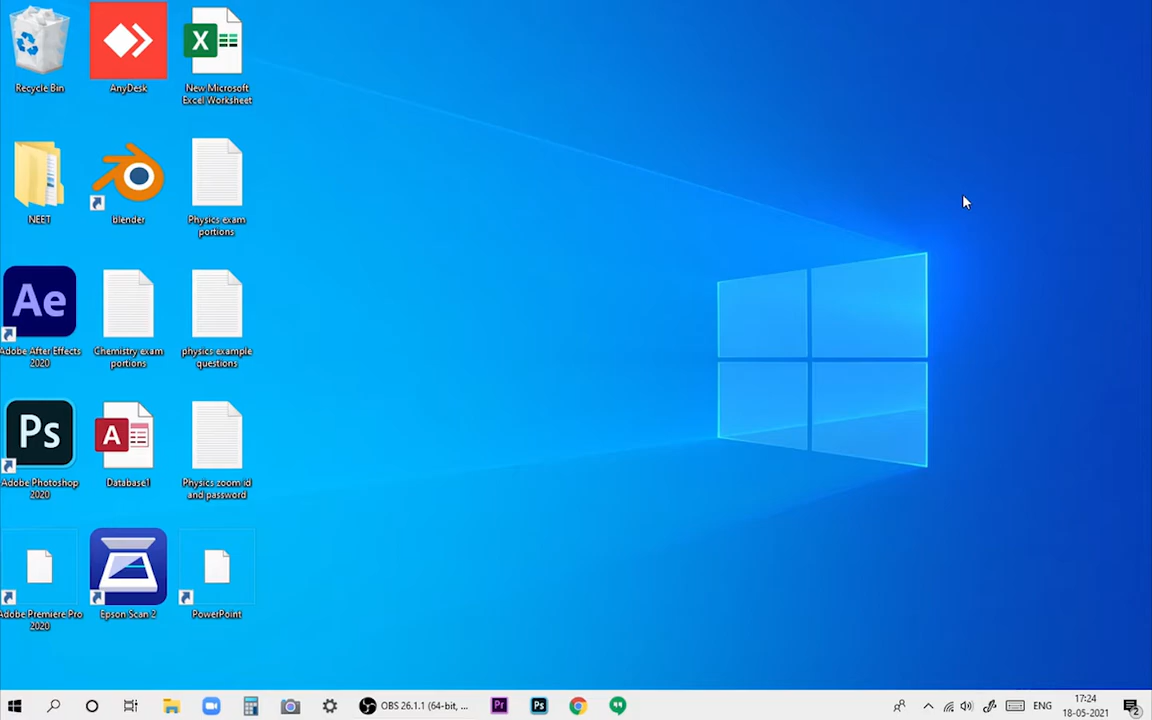 Recycle Bin
AnyDesk
New Microsoft
Excel Worksheet
X
NEET
blender
Physics exam
portions
Ae
Adobe After Effects
2020
Chemistry exam
portions
physics example
questions
Ps
Adobe Photoshop
2020
A
Database1
Physics zoom id
and password
Adobe Premiere Pro
2020
Epson Scan 2
PowerPoint
OBS 26.1.1 (64-bit, ...
Pr
Ps
ENG
17:24
18-05-2021
2